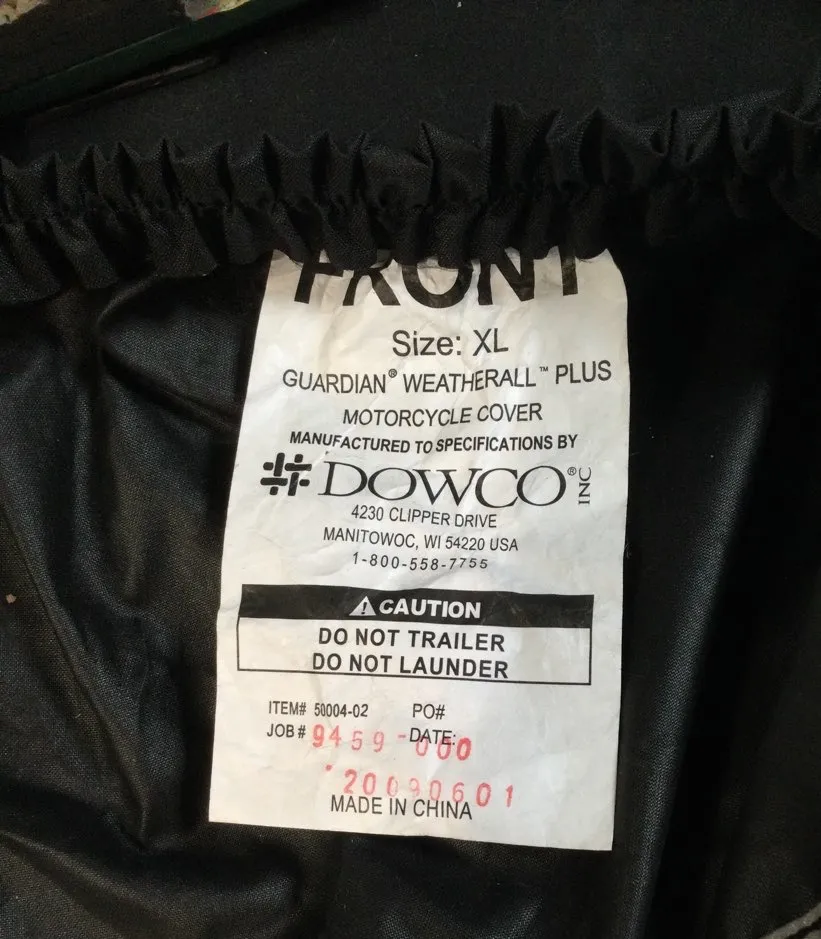 FRONT
Size: XL
GUARDIAN® WEATHERALL™ PLUS
MOTORCYCLE COVER
MANUFACTURED TO SPECIFICATIONS BY
DOWCO® INC
4230 CLIPPER DRIVE
MANITOWOC, WI 54220 USA
1-800-558-7755
CAUTION
DO NOT TRAILER
DO NOT LAUNDER
ITEM# 50004-02 PO#
JOB# 9459-000 DATE:
20090601
MADE IN CHINA